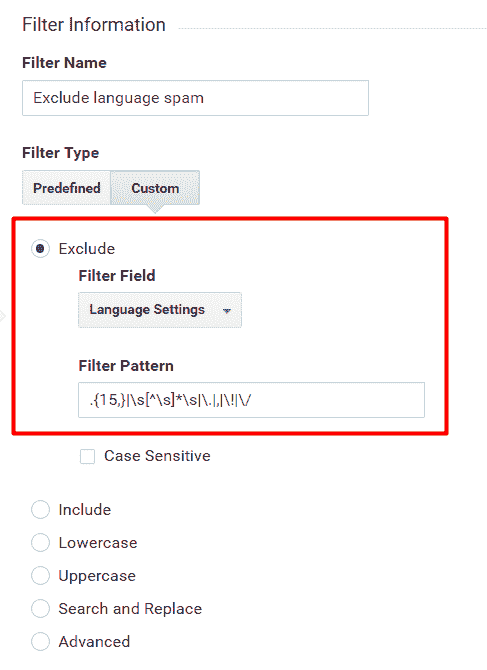 Filter Information
Filter Name
Exclude language spam
Filter Type
Predefined Custom
Exclude
Filter Field
Language Settings
Filter Pattern
.{15,}|\s[^\s]*\s|\.|,|\!|\/
Case Sensitive
Include
Lowercase
Uppercase
Search and Replace
Advanced